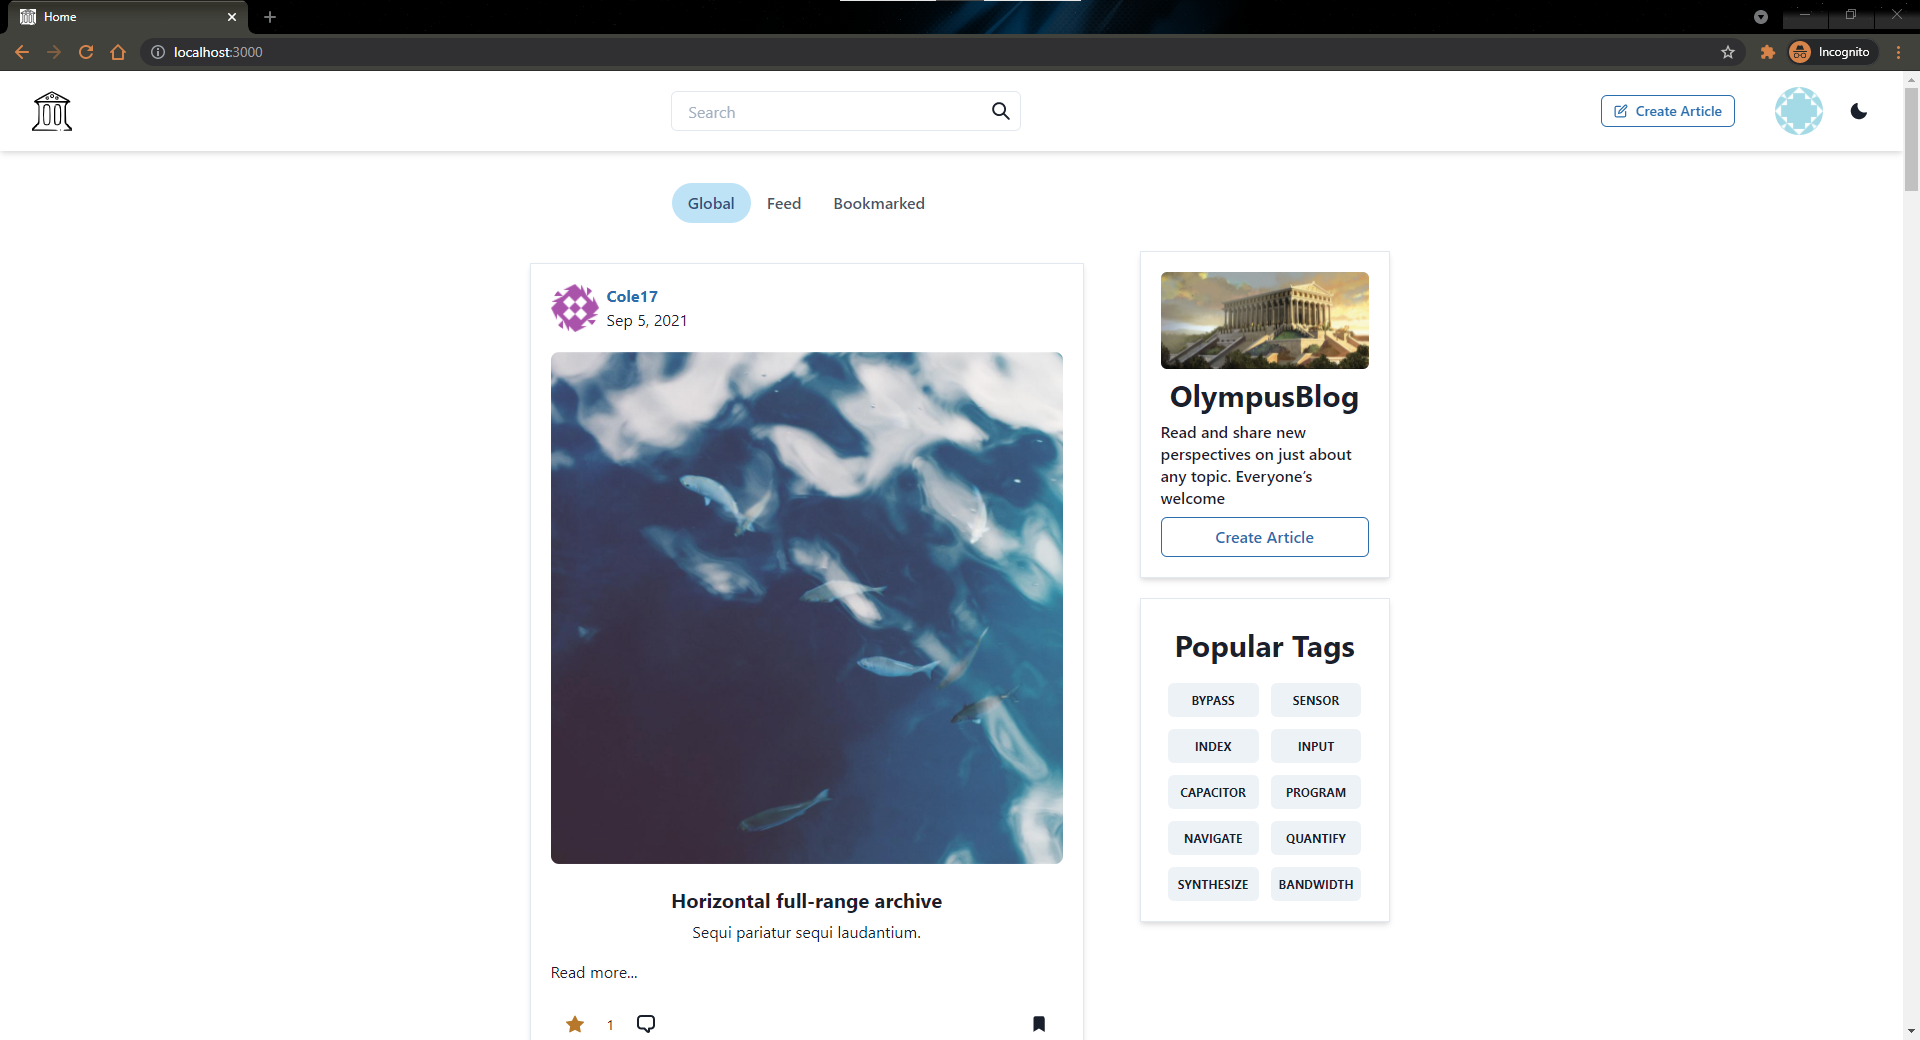 Home
localhost:3000
Incognito
Search
Create Article
Global
Feed
Bookmarked
Cole17
Sep 5, 2021
Horizontal full-range archive
Sequi pariatur sequi laudantium.
Read more...
1
OlympusBlog
Read and share new
perspectives on just about
any topic. Everyone's
welcome
Create Article
Popular Tags
BYPASS
SENSOR
INDEX
INPUT
CAPACITOR
PROGRAM
NAVIGATE
QUANTIFY
SYNTHESIZE
BANDWIDTH